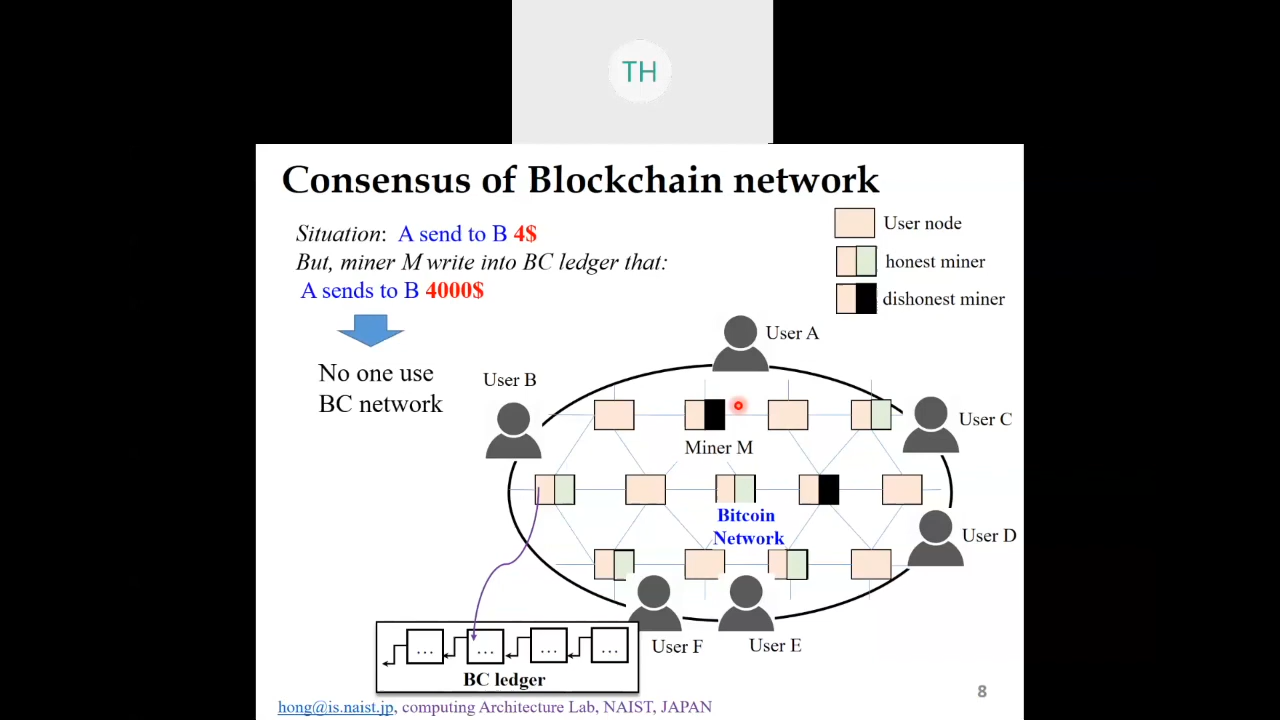 TH
Consensus of Blockchain network
Situation: A send to B 4$
But, miner M write into BC ledger that:
A sends to B 4000$
No one use
BC network
User node
honest miner
dishonest miner
User A
User B
User C
Miner M
Bitcoin
Network
User D
User F
User E
... ... ... ...
BC ledger
8
hong@is.naist.jp, computing Architecture Lab, NAIST, JAPAN